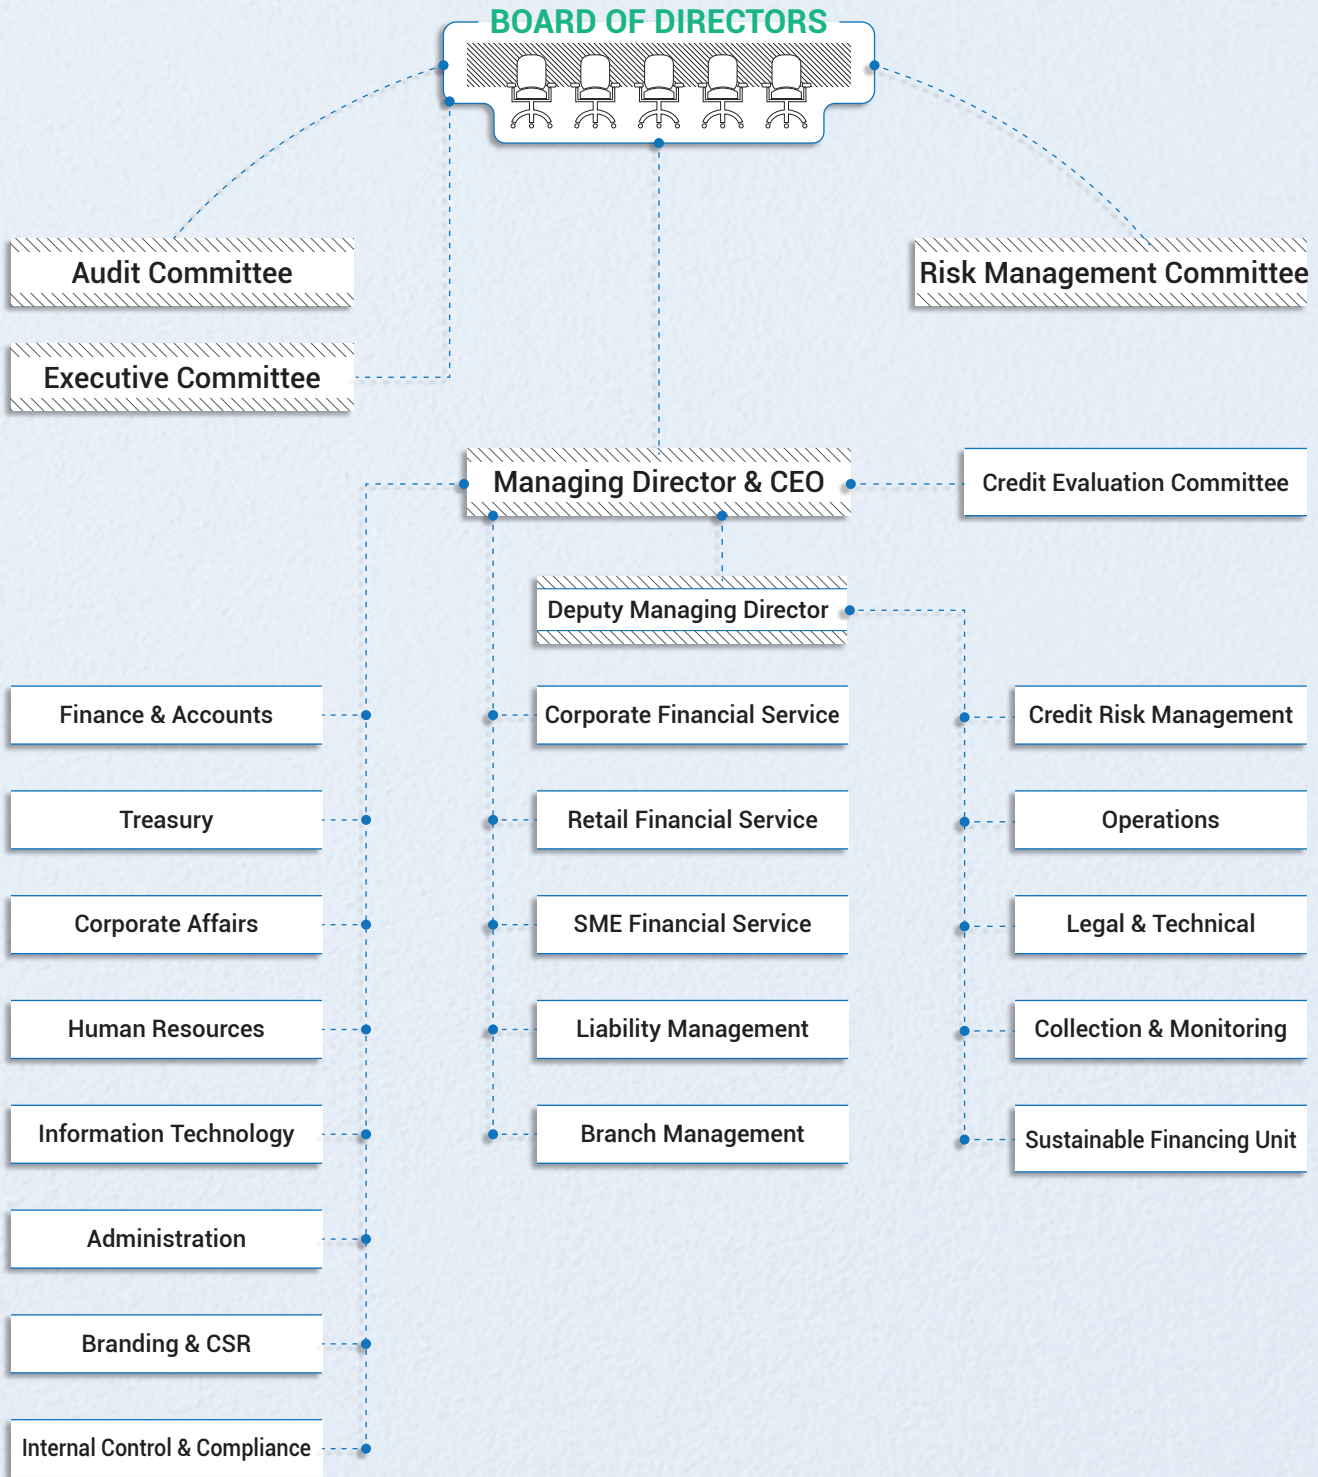 BOARD OF DIRECTORS
Audit Committee
Risk Management Committee
Executive Committee
Managing Director & CEO
Credit Evaluation Committee
Deputy Managing Director
Finance & Accounts
Corporate Financial Service
Credit Risk Management
Treasury
Retail Financial Service
Operations
Corporate Affairs
SME Financial Service
Legal & Technical
Human Resources
Liability Management
Collection & Monitoring
Information Technology
Branch Management
Sustainable Financing Unit
Administration
Branding & CSR
Internal Control & Compliance